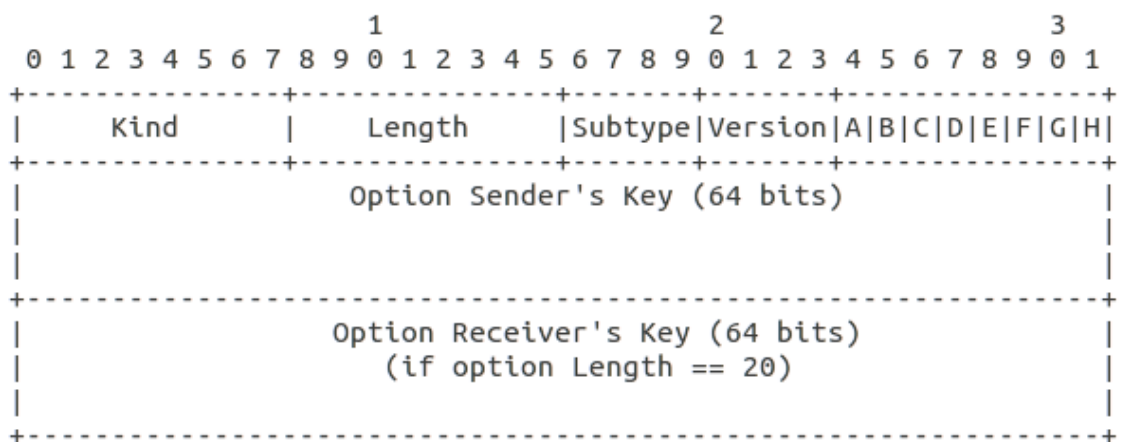 1 2 3
0 1 2 3 4 5 6 7 8 9 0 1 2 3 4 5 6 7 8 9 0 1 2 3 4 5 6 7 8 9 0 1
+---------------+---------------+-------+-------+---------------+
| Kind | Length |Subtype|Version|A|B|C|D|E|F|G|H|
+---------------+---------------+-------+-------+---------------+
| Option Sender's Key (64 bits) |
| |
| |
+---------------------------------------------------------------+
| Option Receiver's Key (64 bits) |
| (if option Length == 20) |
| |
+---------------------------------------------------------------+